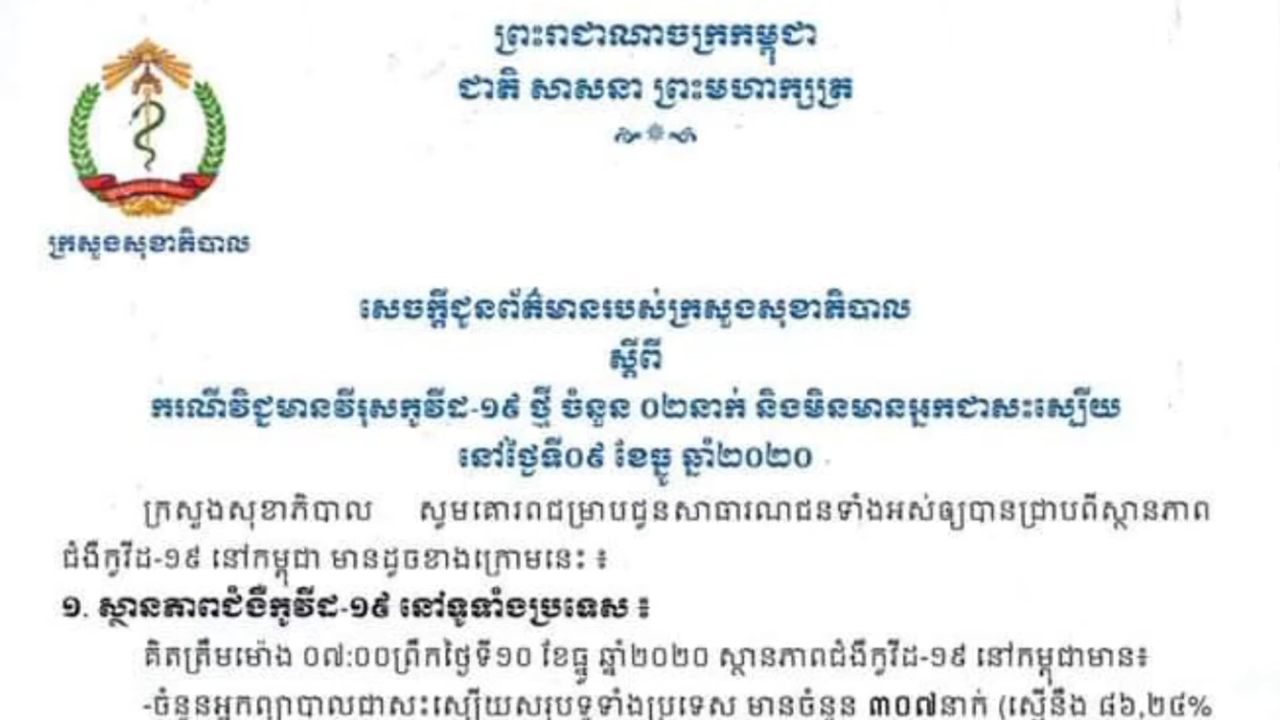 ព្រះរាជាណាចក្រកម្ពុជា
ជាតិ សាសនា ព្រះមហាក្សត្រ
ក្រសួងសុខាភិបាល
សេចក្តីជូនព័ត៌មានរបស់ក្រសួងសុខាភិបាល
ស្តីពី
ករណីវិជ្ជមានវីរុសកូវីដ-១៩ ថ្មី ចំនួន ០២នាក់ និងមិនមានអ្នកជាសះស្បើយ
នៅថ្ងៃទី០៩ ខែធ្នូ ឆ្នាំ២០២០
ក្រសួងសុខាភិបាល សូមគោរពជម្រាបជូនសាធារណជនទាំងអស់ឲ្យបានជ្រាបពីស្ថានភាព
ជំងឺកូវីដ-១៩ នៅកម្ពុជា មានដូចខាងក្រោមនេះ ៖
១. ស្ថានភាពជំងឺកូវីដ-១៩ នៅទូទាំងប្រទេស ៖
គិតត្រឹមម៉ោង ០៧:០០ព្រឹកថ្ងៃទី១០ ខែធ្នូ ឆ្នាំ២០២០ ស្ថានភាពជំងឺកូវីដ-១៩ នៅកម្ពុជាមាន៖
-ចំនួនអ្នកព្យាបាលជាសះស្បើយសរុបទូទាំងប្រទេស មានចំនួន ៣០៧នាក់ (ស្មើនឹង ៨៦,២៤%